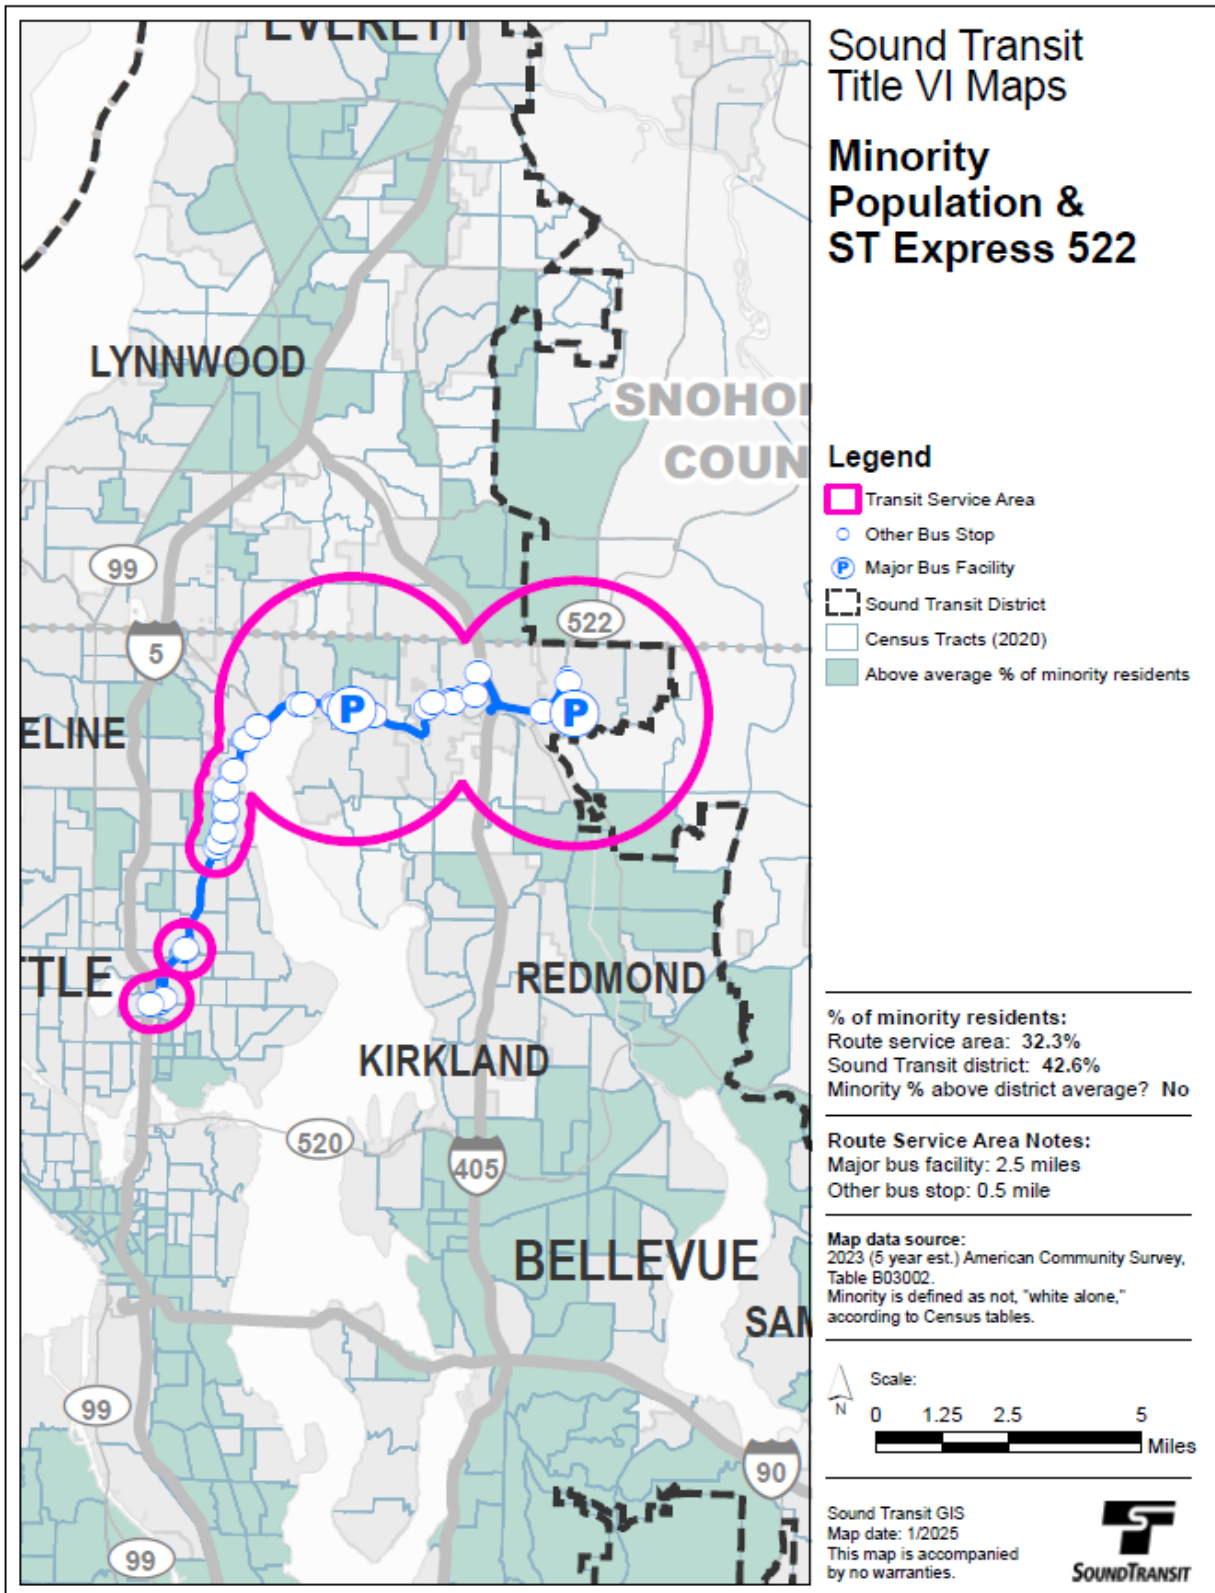 EVERETT
LYNNWOOD
SNOHO
COUN
99
5
522
ELINE
TTLE
REDMOND
KIRKLAND
520
405
BELLEVUE
SAM
99
90
99
P
P
Sound Transit
Title VI Maps
Minority
Population &
ST Express 522
Legend
Transit Service Area
Other Bus Stop
P Major Bus Facility
Sound Transit District
Census Tracts (2020)
Above average % of minority residents
% of minority residents:
Route service area: 32.3%
Sound Transit district: 42.6%
Minority % above district average? No
Route Service Area Notes:
Major bus facility: 2.5 miles
Other bus stop: 0.5 mile
Map data source:
2023 (5 year est.) American Community Survey,
Table B03002.
Minority is defined as not, "white alone,"
according to Census tables.
Scale:
N
0 1.25 2.5 5
Miles
Sound Transit GIS
Map date: 1/2025
This map is accompanied
by no warranties.
SOUNDTRANSIT